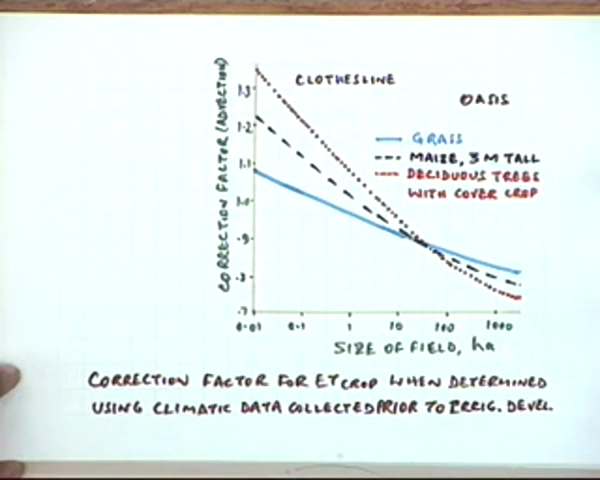 CLOTHESLINE
OASIS
GRASS
MAIZE, 3 M TALL
DECIDUOUS TREES
WITH COVER CROP
CORRECTION FACTOR (ADVECTION)
1.3
1.2
1.1
1.0
.9
.8
.7
0.01 0.1 1 10 100 1000
SIZE OF FIELD, ha
CORRECTION FACTOR FOR ETCROP WHEN DETERMINED
USING CLIMATIC DATA COLLECTED PRIOR TO IRRIG. DEVEL.